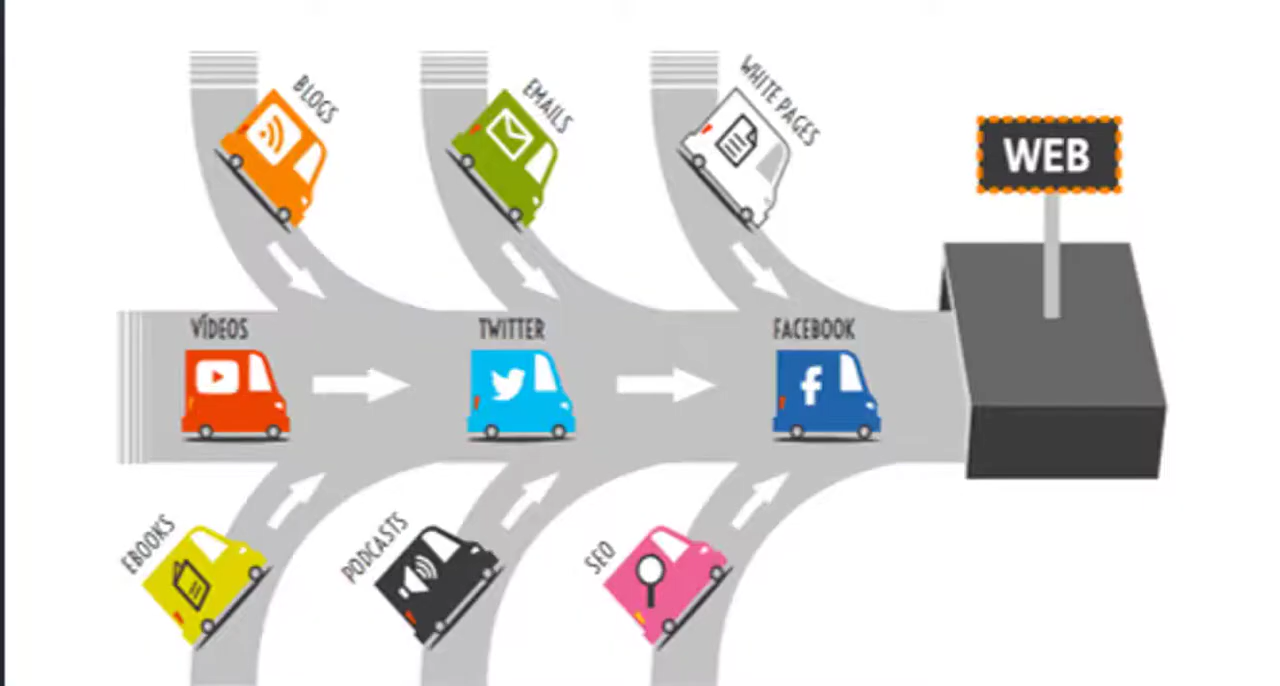 BLOGS
EMAILS
WHITE PAGES
WEB
VÍDEOS
TWITTER
FACEBOOK
EBOOKS
PODCASTS
SEO